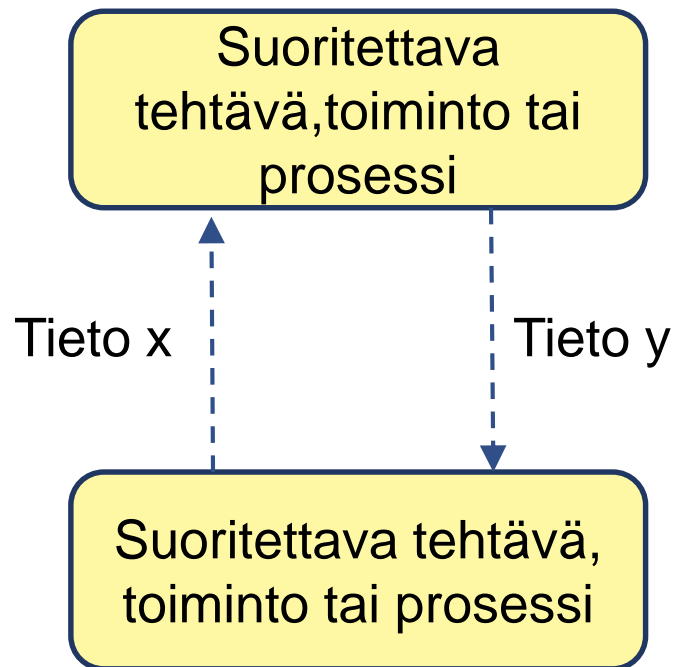 Suoritettava
tehtävä,toiminto tai
prosessi
Tieto x
Tieto y
Suoritettava tehtävä,
toiminto tai prosessi